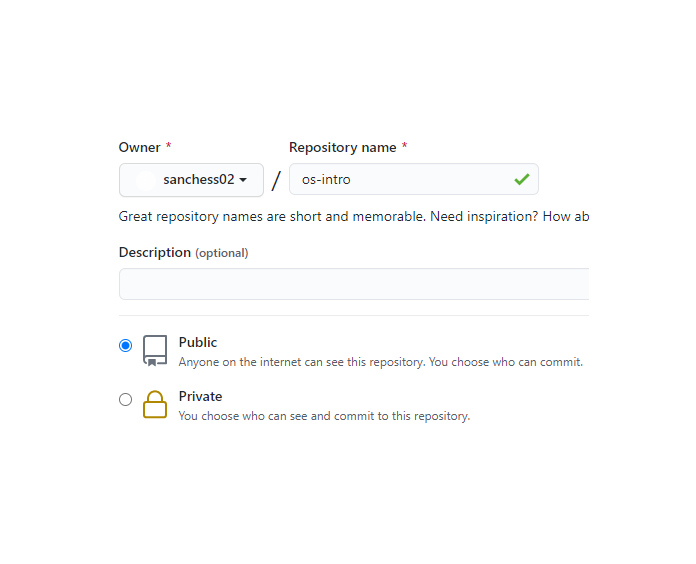 Owner * Repository name *
sanchess02 / os-intro
Great repository names are short and memorable. Need inspiration? How ab
Description (optional)
Public
Anyone on the internet can see this repository. You choose who can commit.
Private
You choose who can see and commit to this repository.